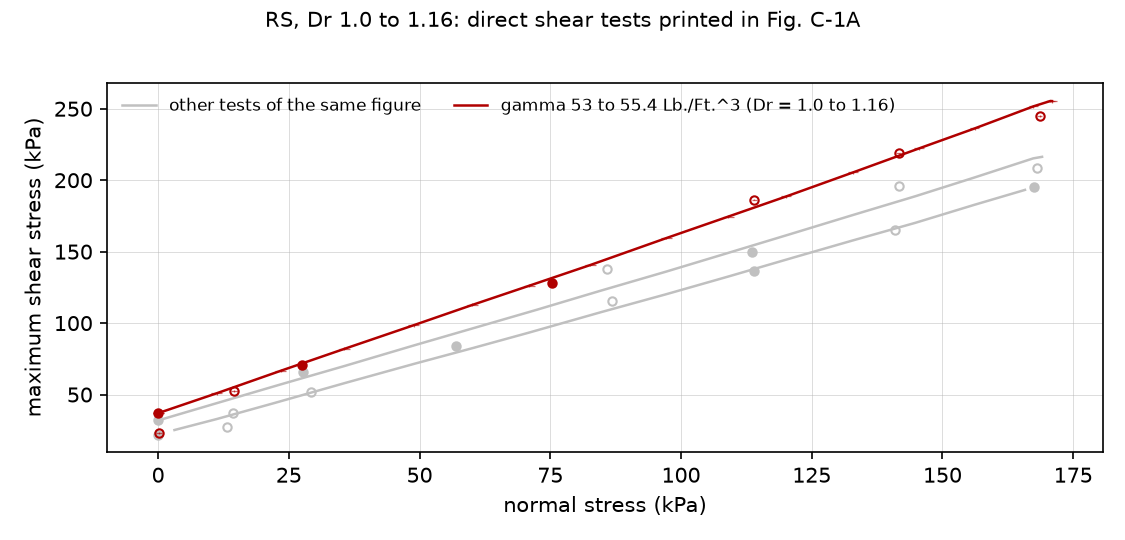 RS, Dr 1.0 to 1.16: direct shear tests printed in Fig. C-1A
other tests of the same figure
gamma 53 to 55.4 Lb./Ft.^3 (Dr = 1.0 to 1.16)
maximum shear stress (kPa)
250
200
150
100
50
0 25 50 75 100 125 150 175
normal stress (kPa)